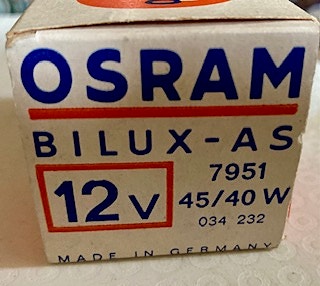 OSRAM
BILUX-AS
12V
7951
45/40 W
034 232
MADE IN GERMANY